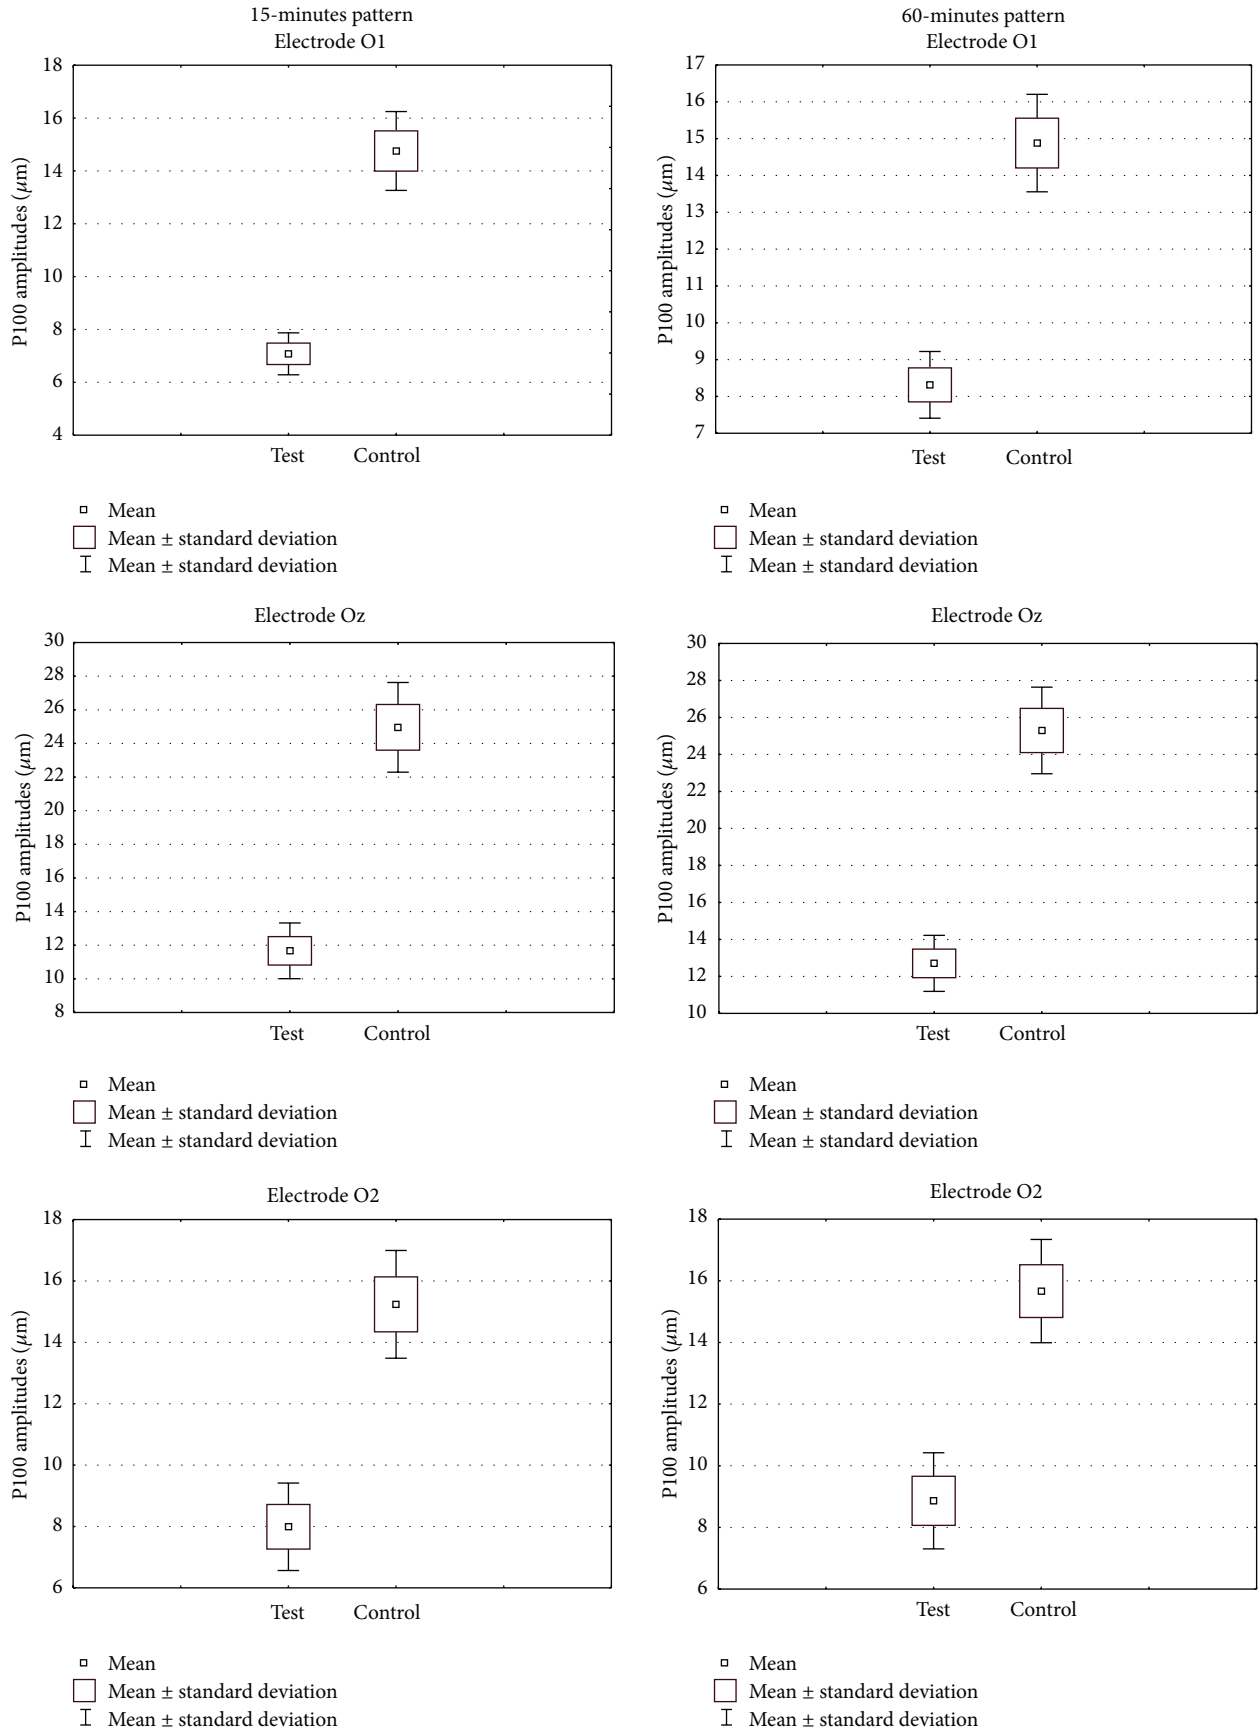 15-minutes pattern
Electrode O1
P100 amplitudes (μm)
18
16
14
12
10
8
6
4
Test Control
Mean
Mean ± standard deviation
Mean ± standard deviation
60-minutes pattern
Electrode O1
P100 amplitudes (μm)
17
16
15
14
13
12
11
10
9
8
7
Test Control
Mean
Mean ± standard deviation
Mean ± standard deviation
Electrode Oz
P100 amplitudes (μm)
30
28
26
24
22
20
18
16
14
12
10
8
Test Control
Mean
Mean ± standard deviation
Mean ± standard deviation
Electrode Oz
P100 amplitudes (μm)
30
28
26
24
22
20
18
16
14
12
10
Test Control
Mean
Mean ± standard deviation
Mean ± standard deviation
Electrode O2
P100 amplitudes (μm)
18
16
14
12
10
8
6
Test Control
Mean
Mean ± standard deviation
Mean ± standard deviation
Electrode O2
P100 amplitudes (μm)
18
16
14
12
10
8
6
Test Control
Mean
Mean ± standard deviation
Mean ± standard deviation